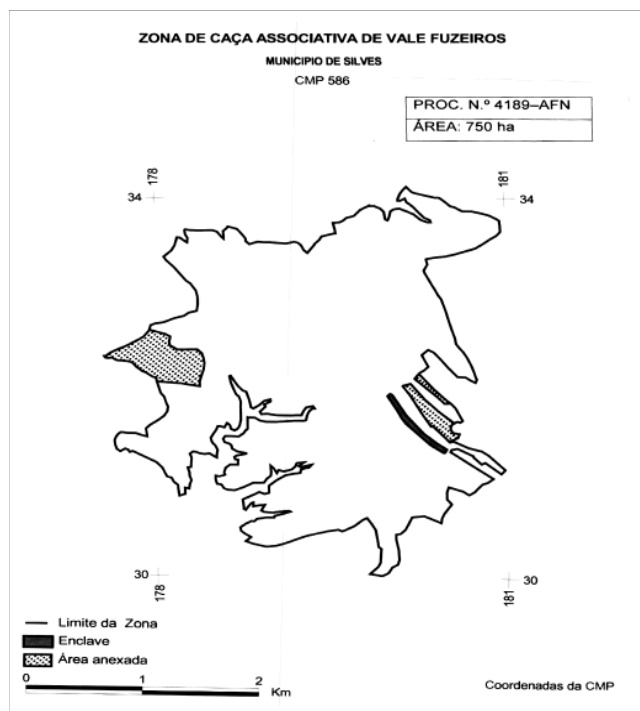 ZONA DE CAÇA ASSOCIATIVA DE VALE FUZEIROS
MUNICIPIO DE SILVES
CMP 586
PROC. N.º 4189–AFN
ÁREA: 750 ha
178
34
181
34
30
178
30
181
Limite da Zona
Enclave
Área anexada
0 1 2
Km
Coordenadas da CMP